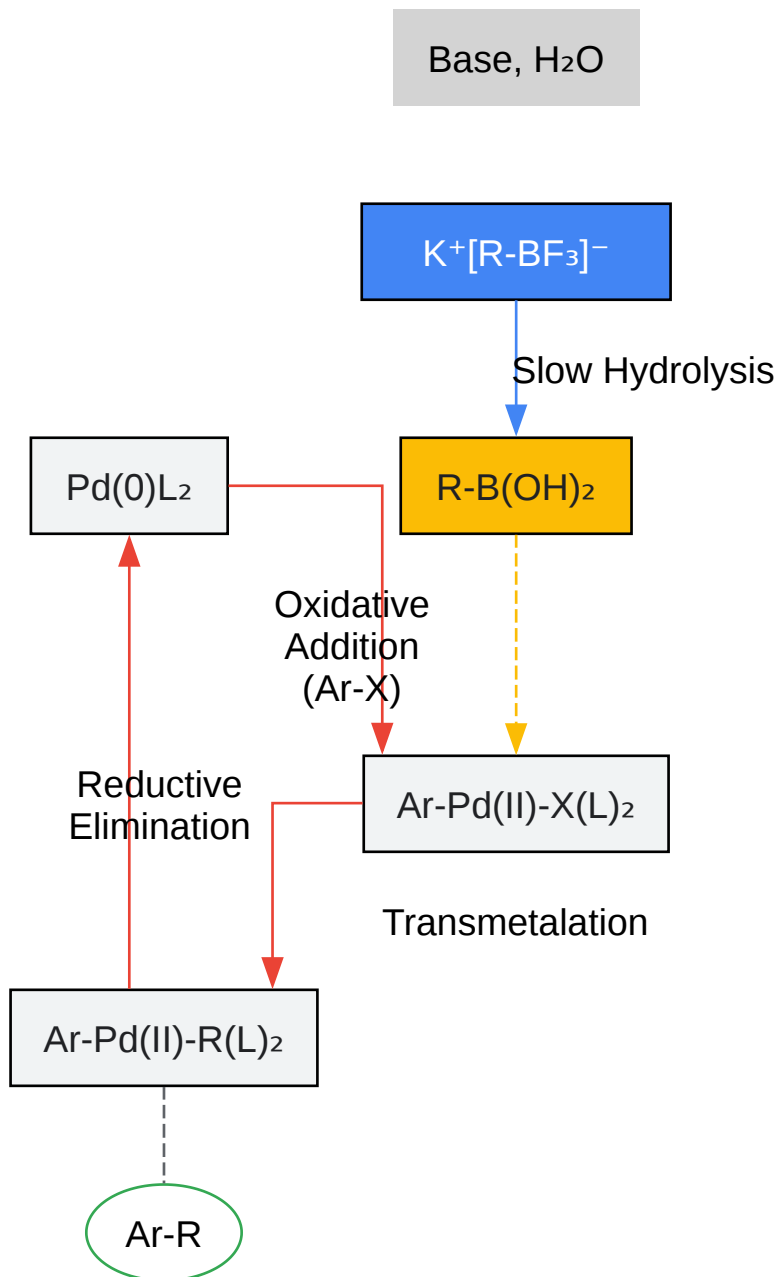 Base, H₂O
K⁺[R-BF₃]⁻
Slow Hydrolysis
Pd(0)L₂
R-B(OH)₂
Oxidative
Addition
(Ar-X)
Reductive
Elimination
Ar-Pd(II)-X(L)₂
Transmetalation
Ar-Pd(II)-R(L)₂
Ar-R